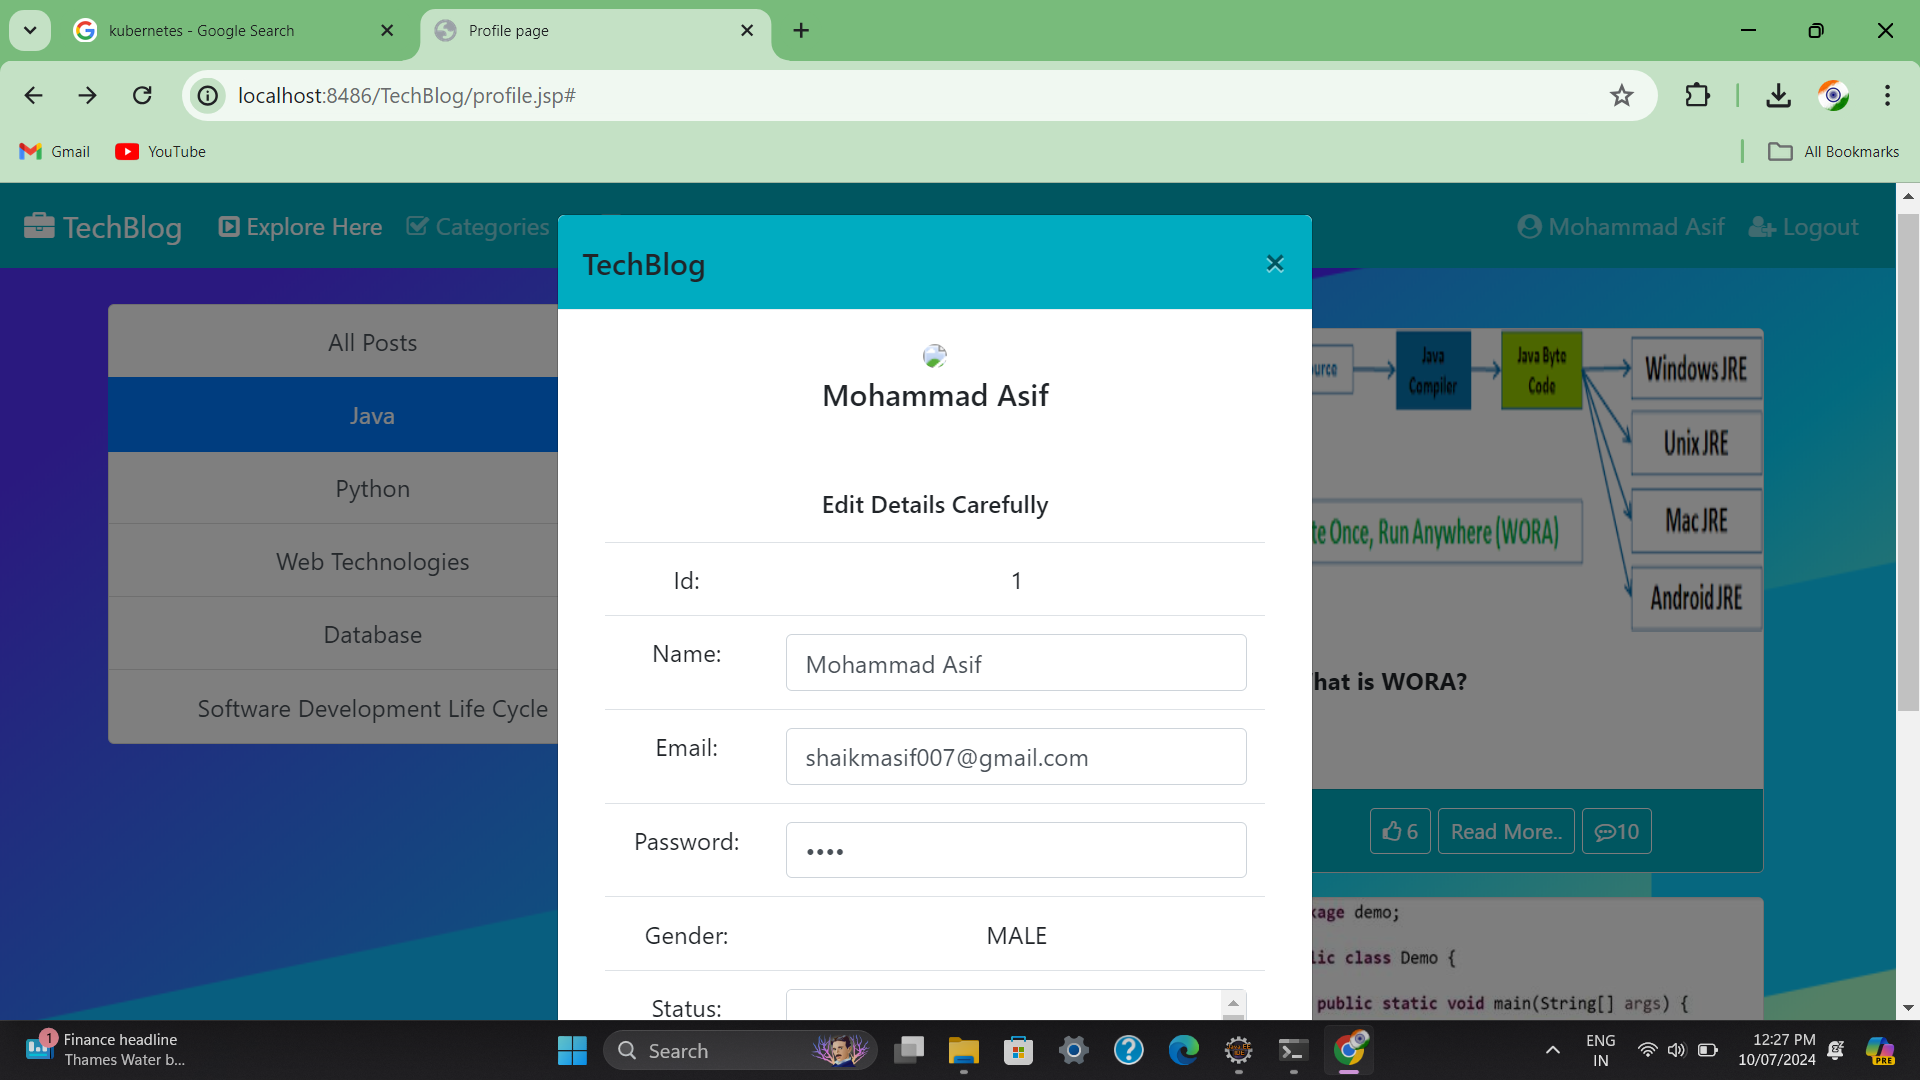 kubernetes - Google Search
Profile page
localhost:8486/TechBlog/profile.jsp#
Gmail
YouTube
All Bookmarks
TechBlog
Explore Here
Categories
Mohammad Asif
Logout
All Posts
Java
Python
Web Technologies
Database
Software Development Life Cycle
TechBlog
×
Mohammad Asif
Edit Details Carefully
Id: 1
Name: Mohammad Asif
Email: shaikmasif007@gmail.com
Password: ••••
Gender: MALE
Status:
Java
Compiler
Java Byte
Code
Windows JRE
Unix JRE
Mac JRE
Android JRE
Once, Run Anywhere (WORA)
is WORA?
6
Read More..
10
demo;
class Demo {
public static void main(String[] args) {
1
Finance headline
Thames Water b...
Search
ENG
IN
12:27 PM
10/07/2024
PRE